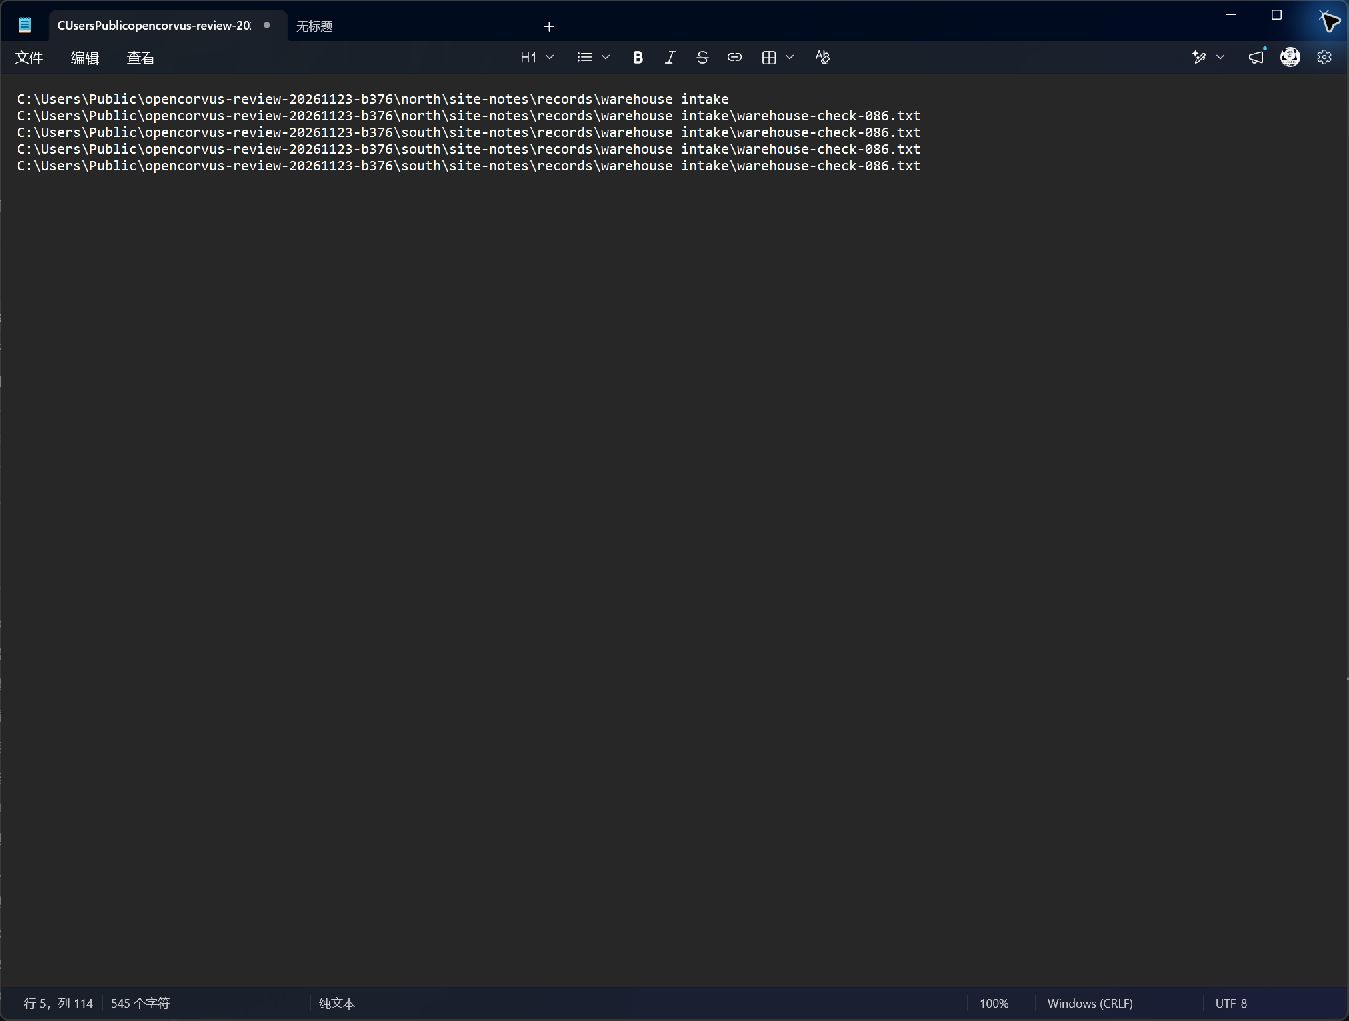 CUsersPublicopencorvus-review-20
无标题
文件 编辑 查看 H1 B I S
C:\Users\Public\opencorvus-review-20261123-b376\north\site-notes\records\warehouse intake
C:\Users\Public\opencorvus-review-20261123-b376\north\site-notes\records\warehouse intake\warehouse-check-086.txt
C:\Users\Public\opencorvus-review-20261123-b376\south\site-notes\records\warehouse intake\warehouse-check-086.txt
C:\Users\Public\opencorvus-review-20261123-b376\south\site-notes\records\warehouse intake\warehouse-check-086.txt
C:\Users\Public\opencorvus-review-20261123-b376\south\site-notes\records\warehouse intake\warehouse-check-086.txt
行 5，列 114 545 个字符 纯文本 100% Windows (CRLF) UTF 8